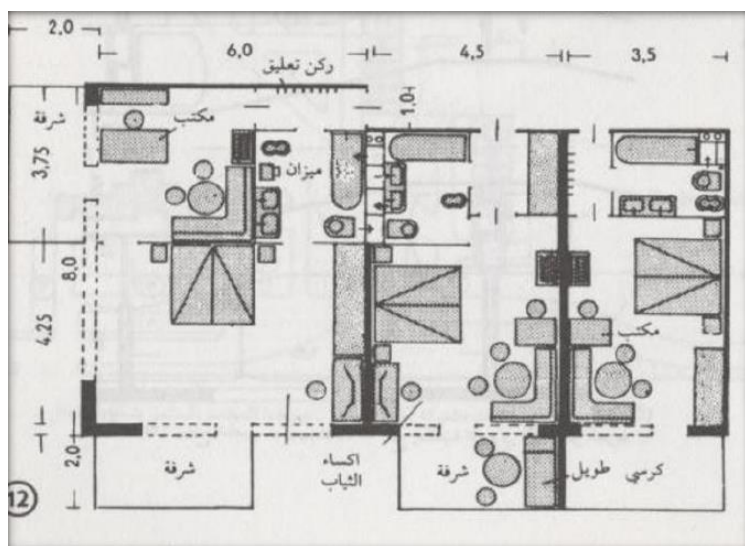 2,0
6,0
4,5
3,5
ركن تعليق
1.0
مكتب
شرفة
3,75
ميزان
8,0
4.25
مكتب
2,0
شرفة
اكساء
الثياب
شرفة
كرسي طويل
12